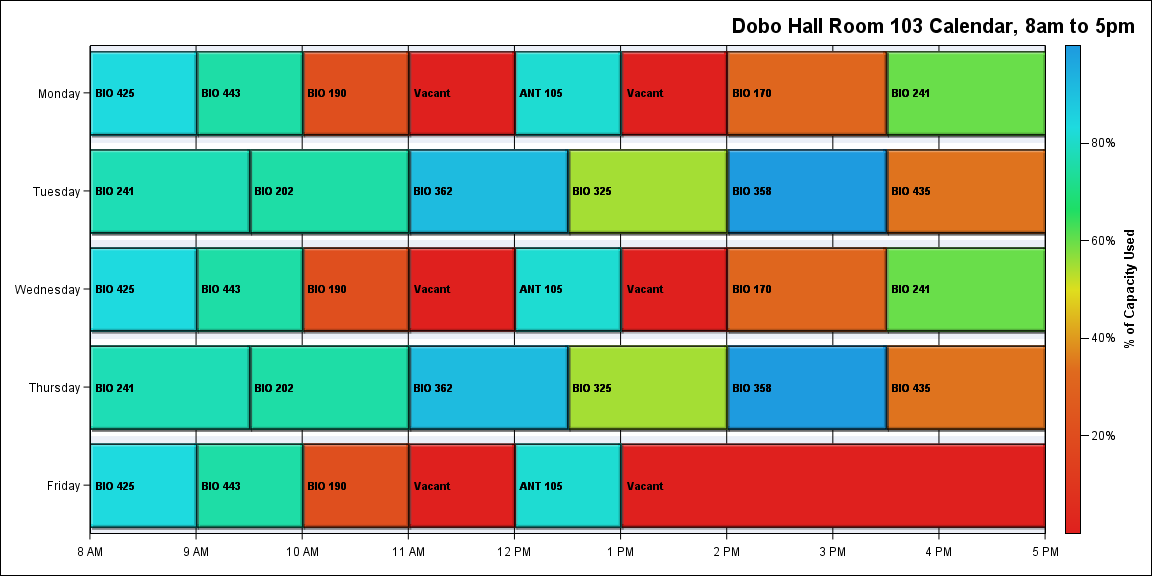 Dobo Hall Room 103 Calendar, 8am to 5pm
Monday BIO 425 BIO 443 BIO 190 Vacant ANT 105 Vacant BIO 170 BIO 241
Tuesday BIO 241 BIO 202 BIO 362 BIO 325 BIO 358 BIO 435
Wednesday BIO 425 BIO 443 BIO 190 Vacant ANT 105 Vacant BIO 170 BIO 241
Thursday BIO 241 BIO 202 BIO 362 BIO 325 BIO 358 BIO 435
Friday BIO 425 BIO 443 BIO 190 Vacant ANT 105 Vacant
8 AM 9 AM 10 AM 11 AM 12 PM 1 PM 2 PM 3 PM 4 PM 5 PM
80%
60%
40%
20%
% of Capacity Used